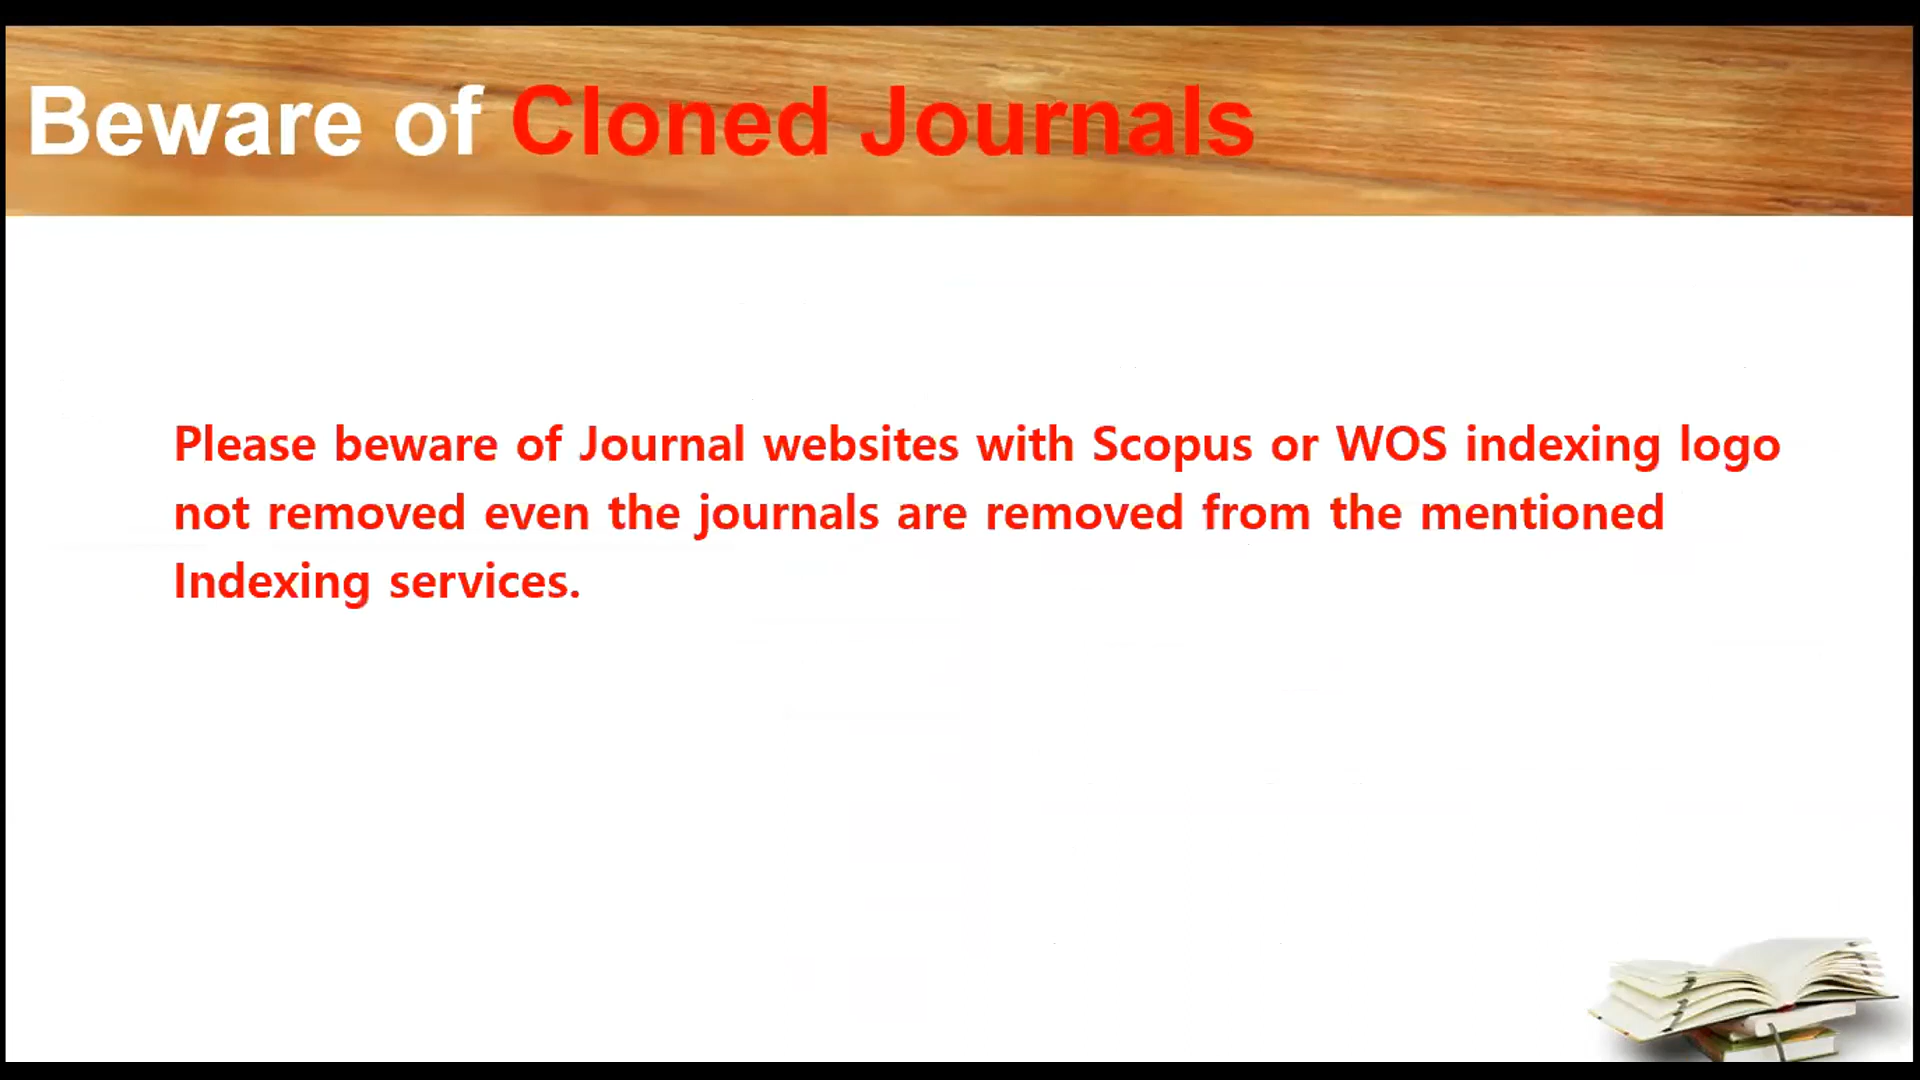 Beware of Cloned Journals
Please beware of Journal websites with Scopus or WOS indexing logo
not removed even the journals are removed from the mentioned
Indexing services.